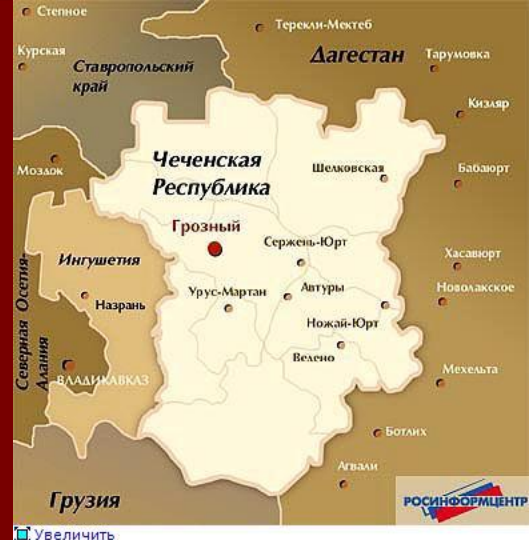 Степное
Терекли-Мектеб
Дагестан
Тарумовка
Курская
Ставропольский
край
Кизляр
Чеченская
Республика
Шелковская
Бабаюрт
Моздок
Грозный
Сержень-Юрт
Хасавюрт
Ингушетия
Урус-Мартан
Автуры
Новолакское
Назрань
Ножай-Юрт
Северная Осетия-
Алания
Велено
ВЛАДИКАВКАЗ
Мехельта
Ботлих
Агвали
Грузия
РОСИНФОРМЦЕНТР
Увеличить